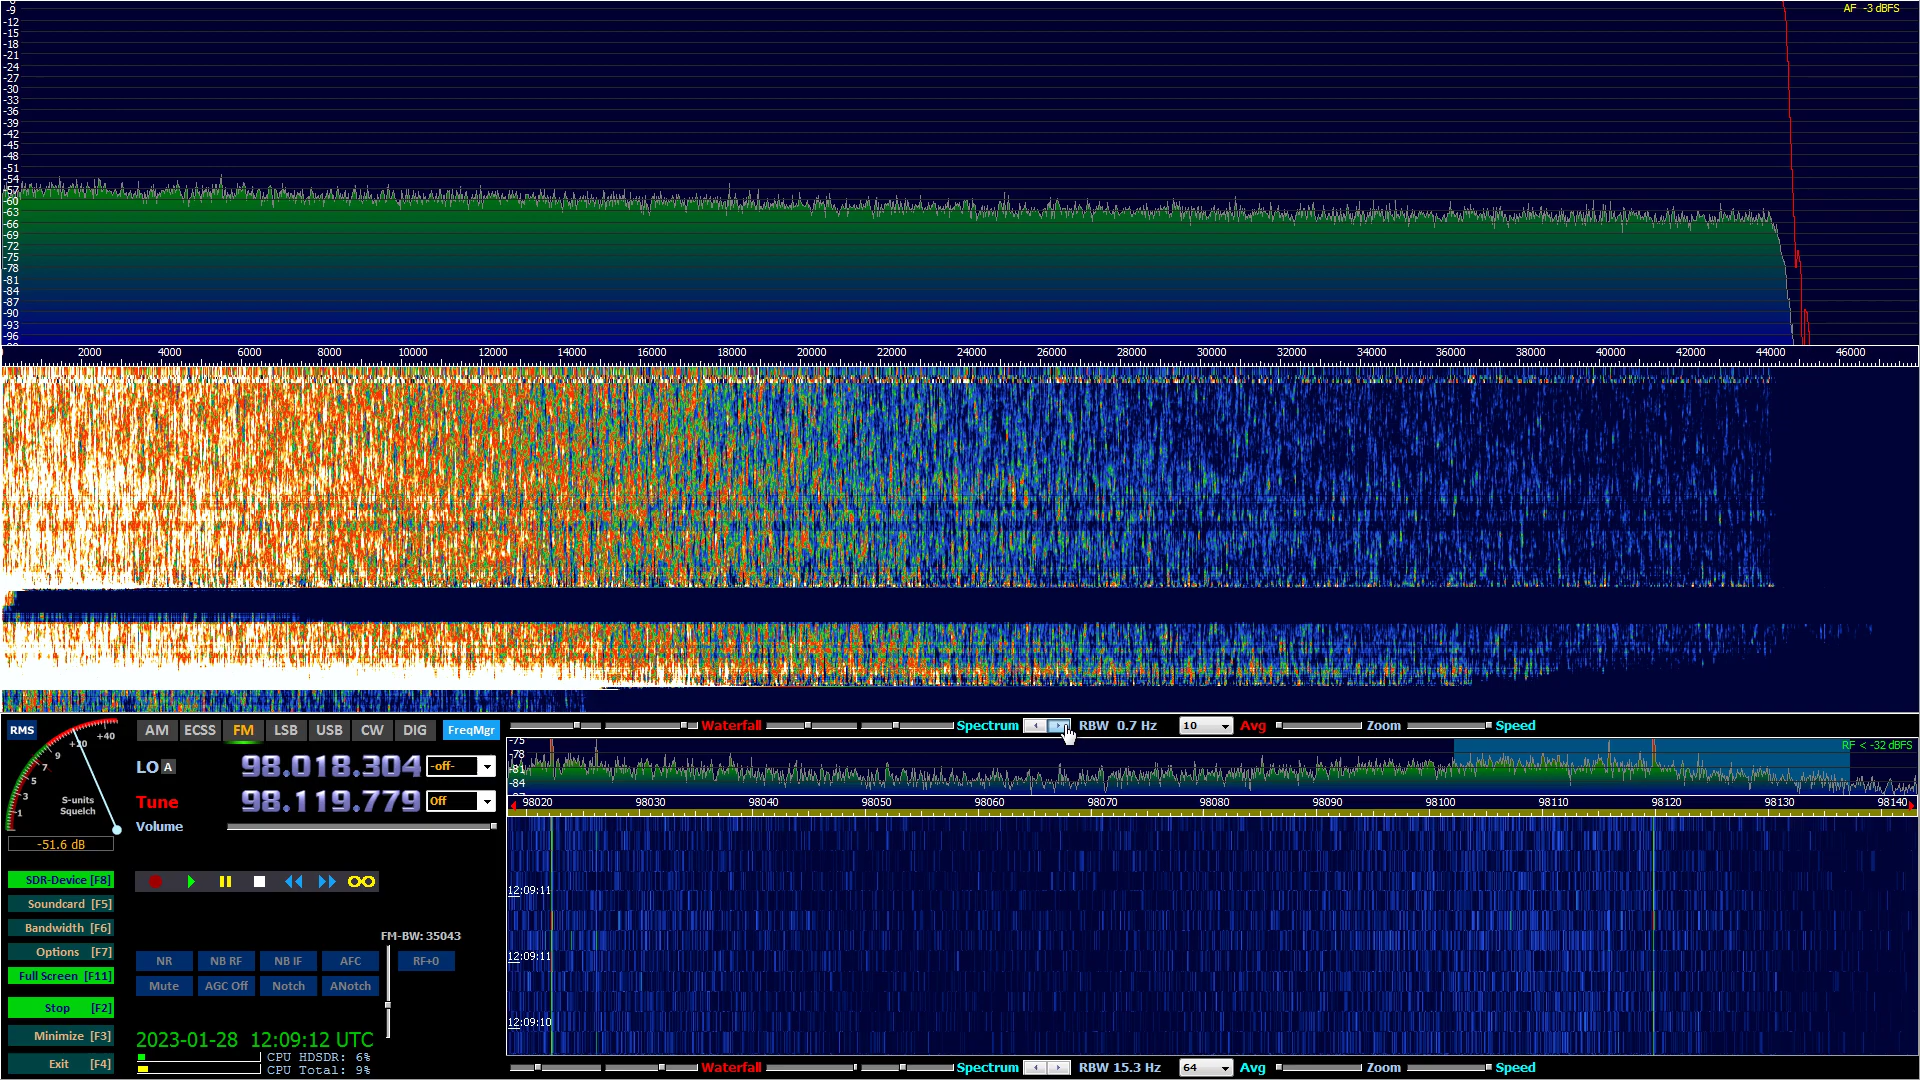 AF -3 dBFS
-9
-12
-15
-18
-21
-24
-27
-30
-33
-36
-39
-42
-45
-48
-51
-54
-57
-60
-63
-66
-69
-72
-75
-78
-81
-84
-87
-90
-93
-96
2000 4000 6000 8000 10000 12000 14000 16000 18000 20000 22000 24000 26000 28000 30000 32000 34000 36000 38000 40000 42000 44000 46000
RMS
+20 +40
9
7
5
3
1
S-units
Squelch
-51.6 dB
AM ECSS FM LSB USB CW DIG FreqMgr
LO A 98.018.304 -off-
Tune 98.119.779 Off
Volume
SDR-Device [F8]
Soundcard [F5]
Bandwidth [F6]
Options [F7]
Full Screen [F11]
Stop [F2]
Minimize [F3]
Exit [F4]
FM-BW: 35043
NR NB RF NB IF AFC RF+0
Mute AGC Off Notch ANotch
2023-01-28 12:09:12 UTC
CPU HDSDR: 6%
CPU Total: 9%
Waterfall Spectrum RBW 0.7 Hz 10 Avg Zoom Speed
RF < -32 dBFS
-75
-78
-81
-84
98020 98030 98040 98050 98060 98070 98080 98090 98100 98110 98120 98130 98140
12:09:11
12:09:11
12:09:10
Waterfall Spectrum RBW 15.3 Hz 64 Avg Zoom Speed